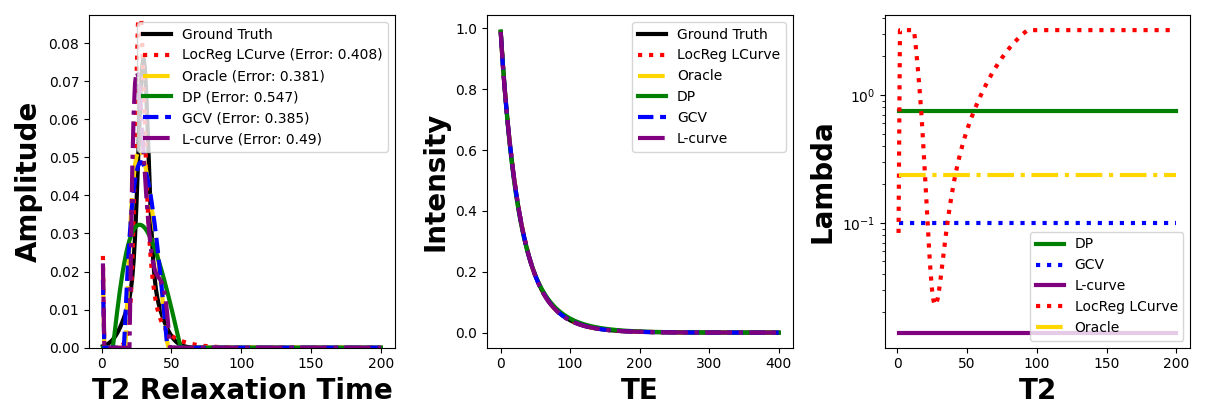 Amplitude
0.08
0.07
0.06
0.05
0.04
0.03
0.02
0.01
0.00
Ground Truth
LocReg LCurve (Error: 0.408)
Oracle (Error: 0.381)
DP (Error: 0.547)
GCV (Error: 0.385)
L-curve (Error: 0.49)
0 50 100 150 200
T2 Relaxation Time
Intensity
1.0
0.8
0.6
0.4
0.2
0.0
Ground Truth
LocReg LCurve
Oracle
DP
GCV
L-curve
0 100 200 300 400
TE
Lambda
10⁰
10⁻¹
DP
GCV
L-curve
LocReg LCurve
Oracle
0 50 100 150 200
T2